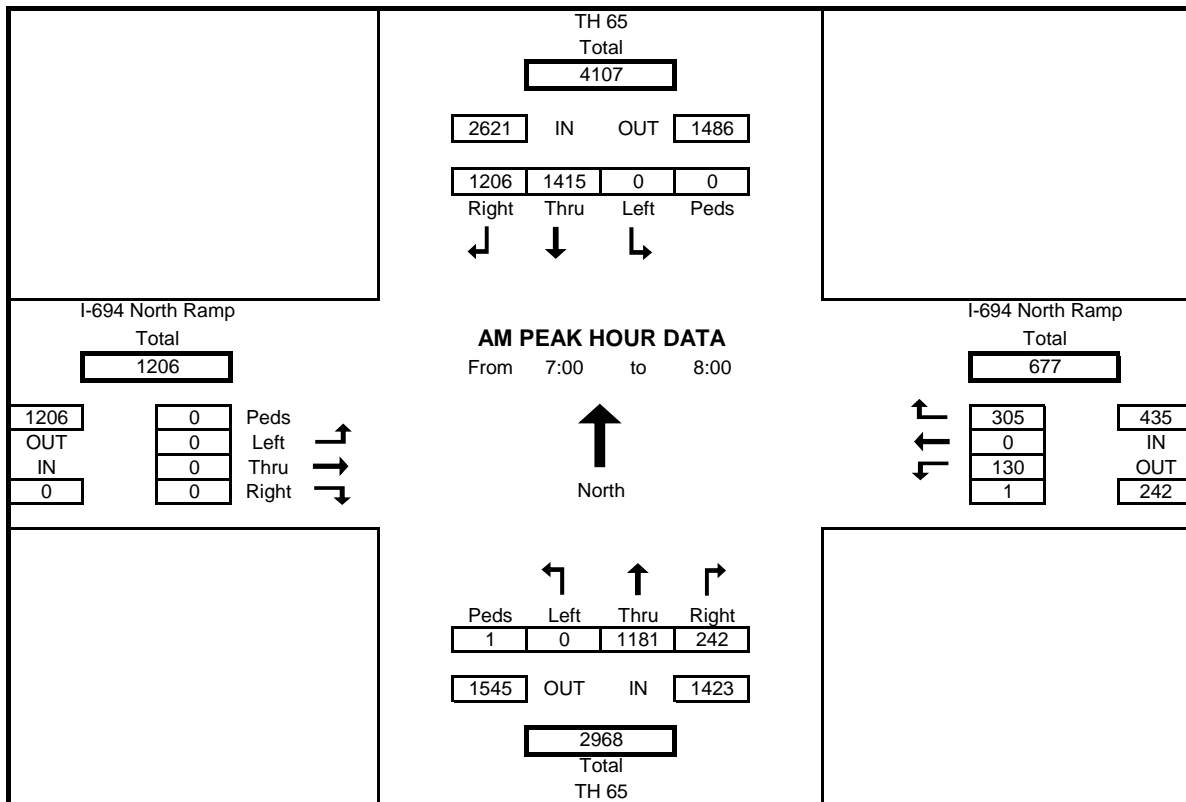 TH 65
Total
4107
2621 IN OUT 1486
1206 1415 0 0
Right Thru Left Peds
I-694 North Ramp
Total
1206
1206 0 Peds
OUT 0 Left
IN 0 Thru
0 0 Right
AM PEAK HOUR DATA
From 7:00 to 8:00
North
I-694 North Ramp
Total
677
305 435
0 IN
130 OUT
1 242
Peds Left Thru Right
1 0 1181 242
1545 OUT IN 1423
2968
Total
TH 65